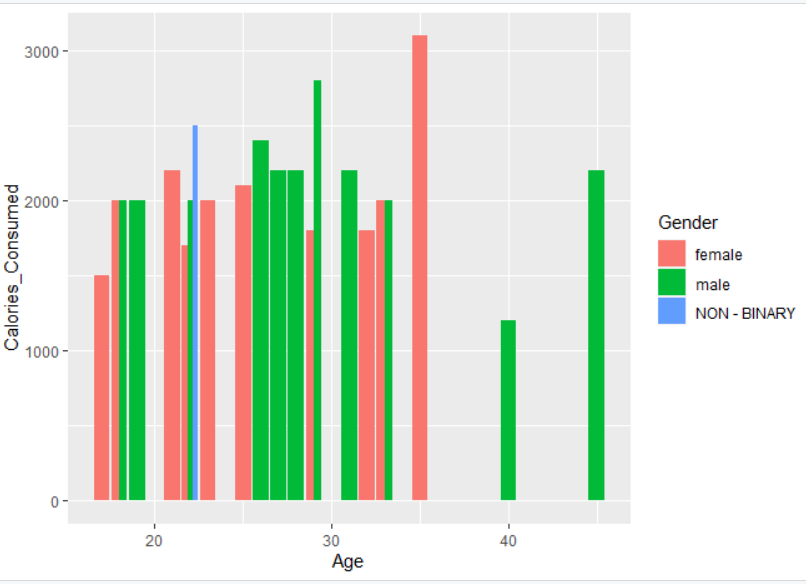 3000
2000
1000
0
Calories_Consumed
20
30
40
Age
Gender
female
male
NON - BINARY